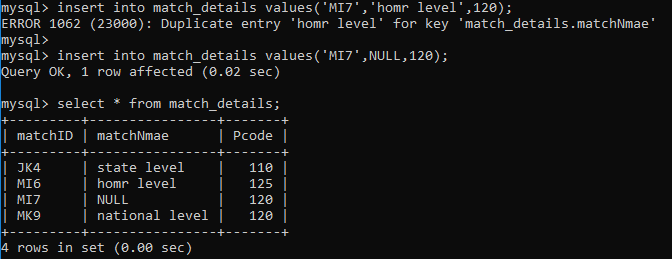 mysql> insert into match_details values('MI7','homr level',120);
ERROR 1062 (23000): Duplicate entry 'homr level' for key 'match_details.matchNmae'
mysql>
mysql> insert into match_details values('MI7',NULL,120);
Query OK, 1 row affected (0.02 sec)
mysql> select * from match_details;
+---------+----------------+-------+
| matchID | matchNmae      | Pcode |
+---------+----------------+-------+
| JK4     | state level    |   110 |
| MI6     | homr level     |   125 |
| MI7     | NULL           |   120 |
| MK9     | national level |   120 |
+---------+----------------+-------+
4 rows in set (0.00 sec)